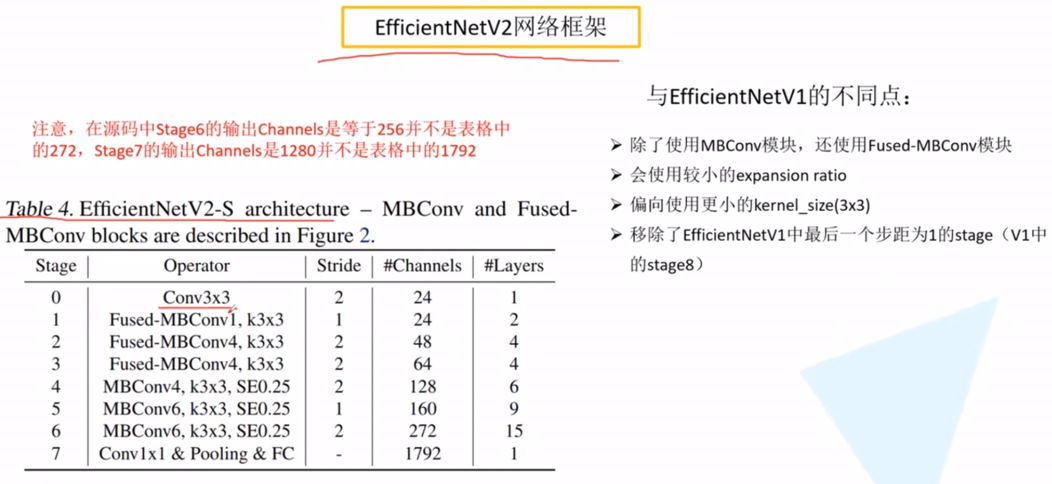 EfficientNetV2网络框架
注意，在源码中Stage6的输出Channels是等于256并不是表格中
的272，Stage7的输出Channels是1280并不是表格中的1792
Table 4. EfficientNetV2-S architecture – MBConv and Fused-
MBConv blocks are described in Figure 2.
Stage Operator Stride #Channels #Layers
0 Conv3x3 2 24 1
1 Fused-MBConv1, k3x3 1 24 2
2 Fused-MBConv4, k3x3 2 48 4
3 Fused-MBConv4, k3x3 2 64 4
4 MBConv4, k3x3, SE0.25 2 128 6
5 MBConv6, k3x3, SE0.25 1 160 9
6 MBConv6, k3x3, SE0.25 2 272 15
7 Conv1x1 & Pooling & FC - 1792 1
与EfficientNetV1的不同点：
➢ 除了使用MBConv模块，还使用Fused-MBConv模块
➢ 会使用较小的expansion ratio
➢ 偏向使用更小的kernel_size(3x3)
➢ 移除了EfficientNetV1中最后一个步距为1的stage（V1中
的stage8）